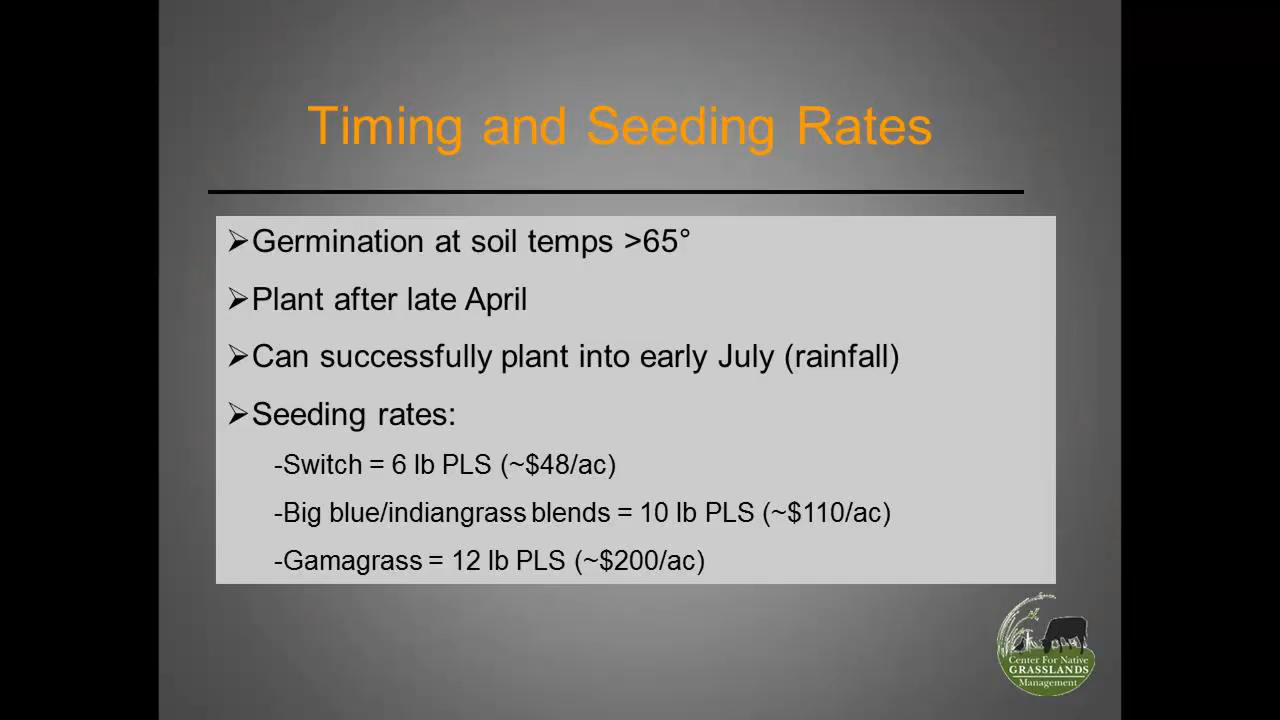 Timing and Seeding Rates
➢Germination at soil temps >65°
➢Plant after late April
➢Can successfully plant into early July (rainfall)
➢Seeding rates:
-Switch = 6 lb PLS (~$48/ac)
-Big blue/indiangrass blends = 10 lb PLS (~$110/ac)
-Gamagrass = 12 lb PLS (~$200/ac)
Center For Native
GRASSLANDS
Management